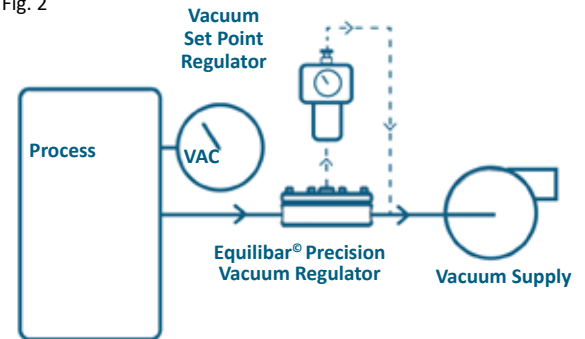 Fig. 2
Vacuum
Set Point
Regulator
Process
VAC
Equilibar© Precision
Vacuum Regulator
Vacuum Supply